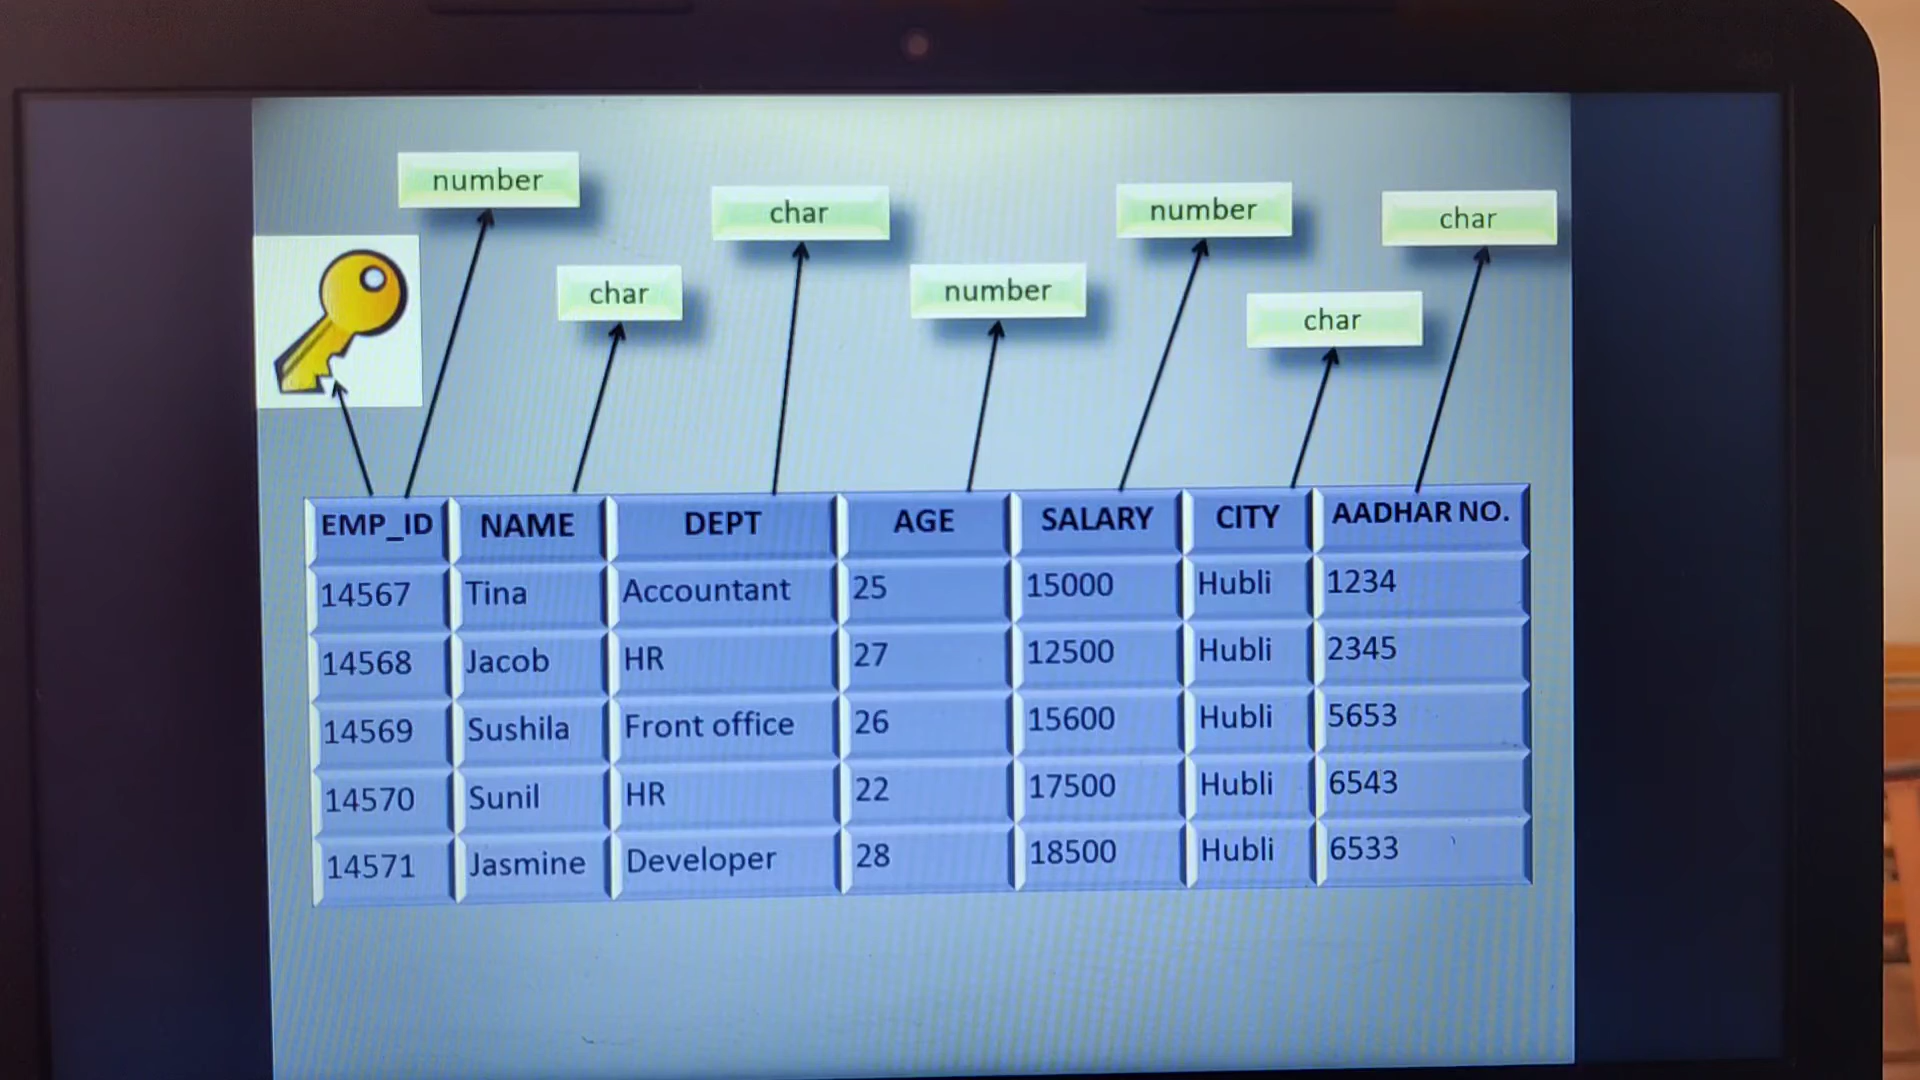 number
char
number
char
char
number
char
EMP_ID NAME DEPT AGE SALARY CITY AADHAR NO.
14567 Tina Accountant 25 15000 Hubli 1234
14568 Jacob HR 27 12500 Hubli 2345
14569 Sushila Front office 26 15600 Hubli 5653
14570 Sunil HR 22 17500 Hubli 6543
14571 Jasmine Developer 28 18500 Hubli 6533